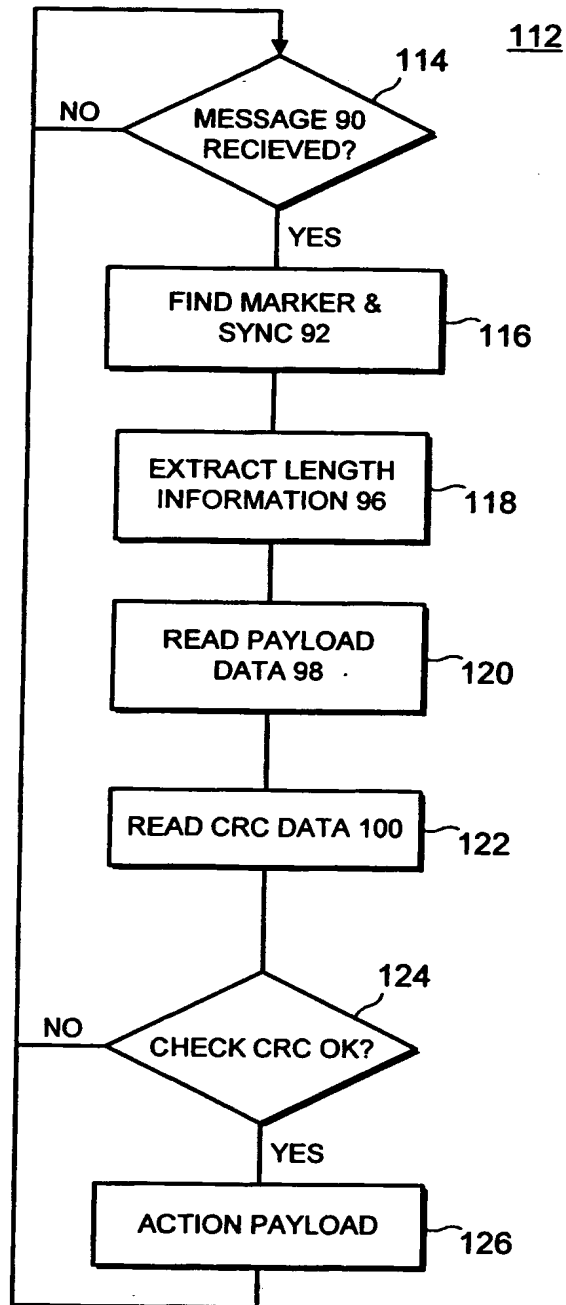 112
114
NO
MESSAGE 90
RECIEVED?
YES
FIND MARKER &
SYNC 92
116
EXTRACT LENGTH
INFORMATION 96
118
READ PAYLOAD
DATA 98
120
READ CRC DATA 100
122
124
NO
CHECK CRC OK?
YES
ACTION PAYLOAD
126